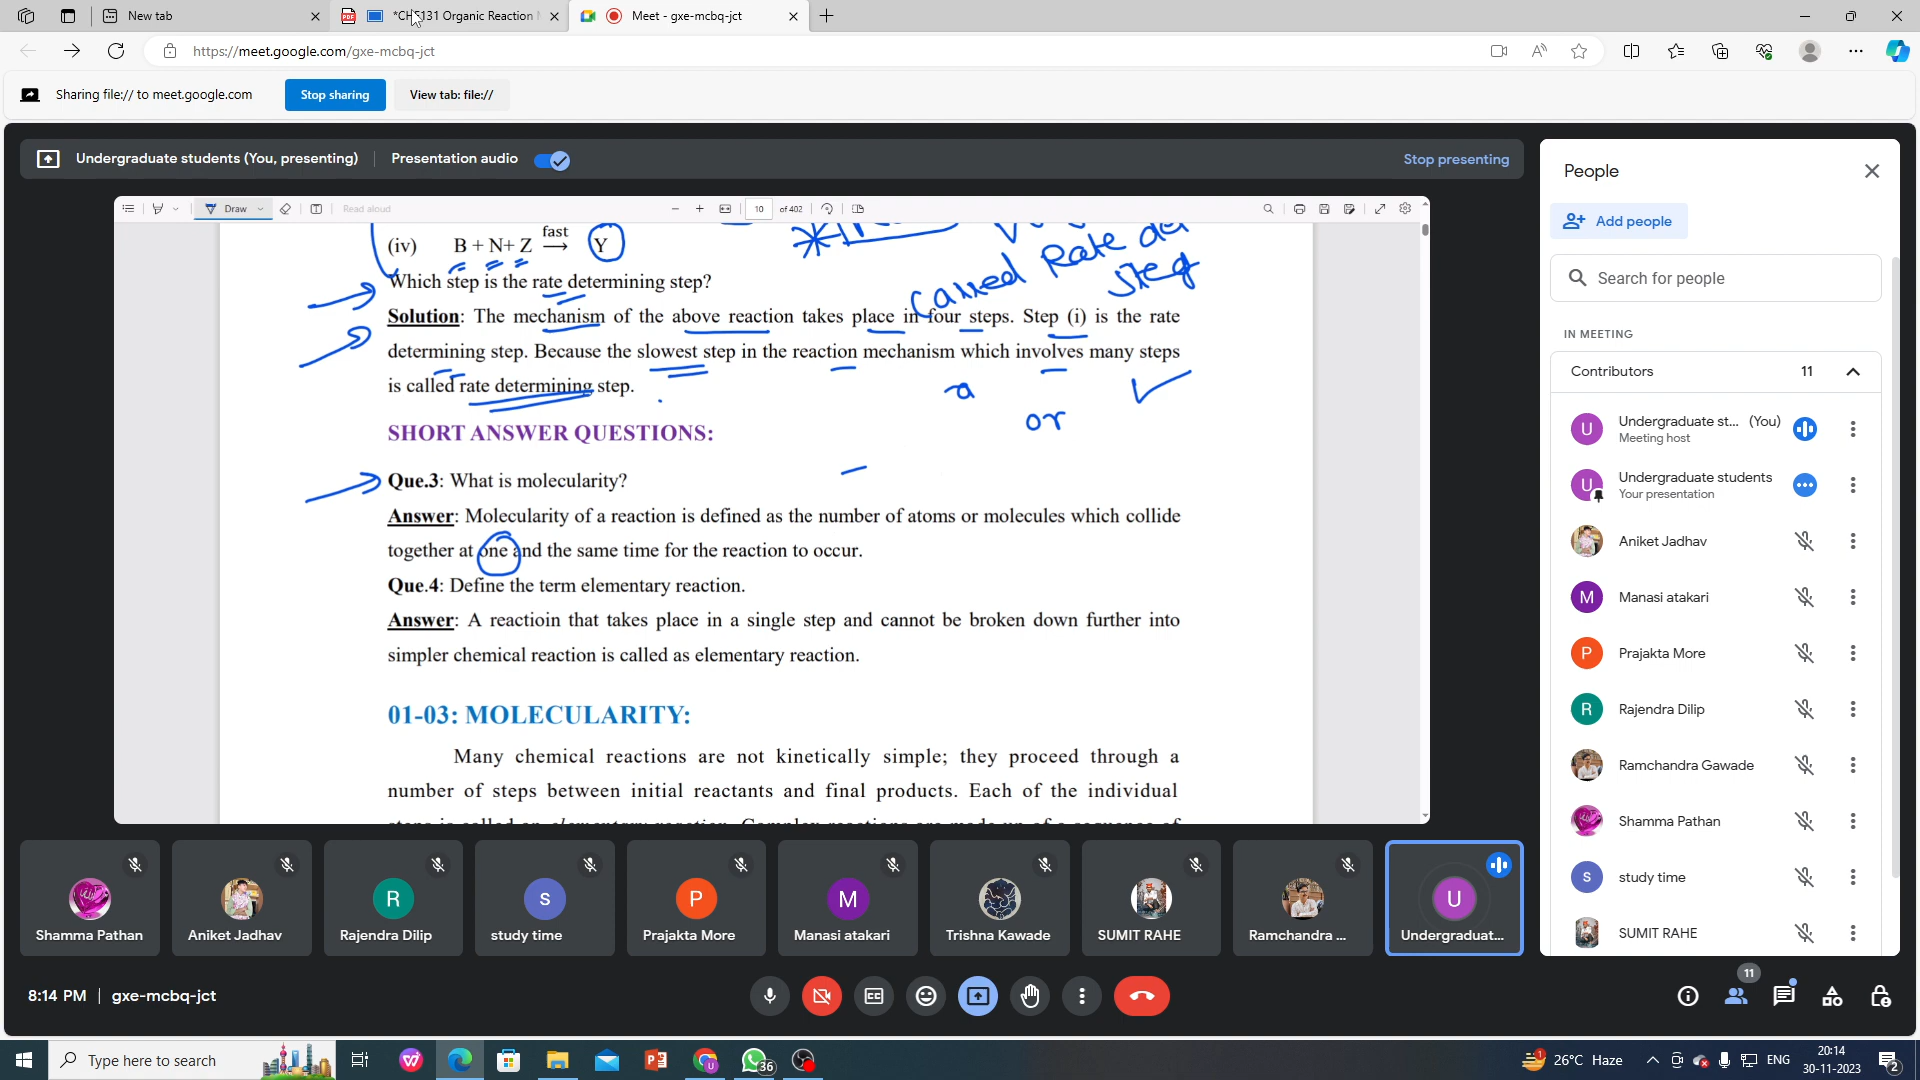 New tab
*CHE131 Organic Reaction
Meet - gxe-mcbq-jct
https://meet.google.com/gxe-mcbq-jct
Sharing file:// to meet.google.com
Stop sharing
View tab: file://
Undergraduate students (You, presenting)
Presentation audio
Stop presenting
Draw
Read aloud
10
of 402
(iv) B + N+ Z fast → Y
called Rate det
step
Which step is the rate determining step?
Solution: The mechanism of the above reaction takes place in four steps. Step (i) is the rate
determining step. Because the slowest step in the reaction mechanism which involves many steps
is called rate determining step.
or
SHORT ANSWER QUESTIONS:
Que.3: What is molecularity?
Answer: Molecularity of a reaction is defined as the number of atoms or molecules which collide
together at one and the same time for the reaction to occur.
Que.4: Define the term elementary reaction.
Answer: A reactioin that takes place in a single step and cannot be broken down further into
simpler chemical reaction is called as elementary reaction.
01-03: MOLECULARITY:
Many chemical reactions are not kinetically simple; they proceed through a
number of steps between initial reactants and final products. Each of the individual
People
Add people
Search for people
IN MEETING
Contributors
11
U
Undergraduate st... (You)
Meeting host
U
Undergraduate students
Your presentation
Aniket Jadhav
M
Manasi atakari
P
Prajakta More
R
Rajendra Dilip
Ramchandra Gawade
Shamma Pathan
s
study time
SUMIT RAHE
Shamma Pathan
Aniket Jadhav
R
Rajendra Dilip
s
study time
P
Prajakta More
M
Manasi atakari
Trishna Kawade
SUMIT RAHE
Ramchandra ...
U
Undergraduat...
8:14 PM | gxe-mcbq-jct
11
Type here to search
36
26°C Haze
ENG
20:14
30-11-2023
2